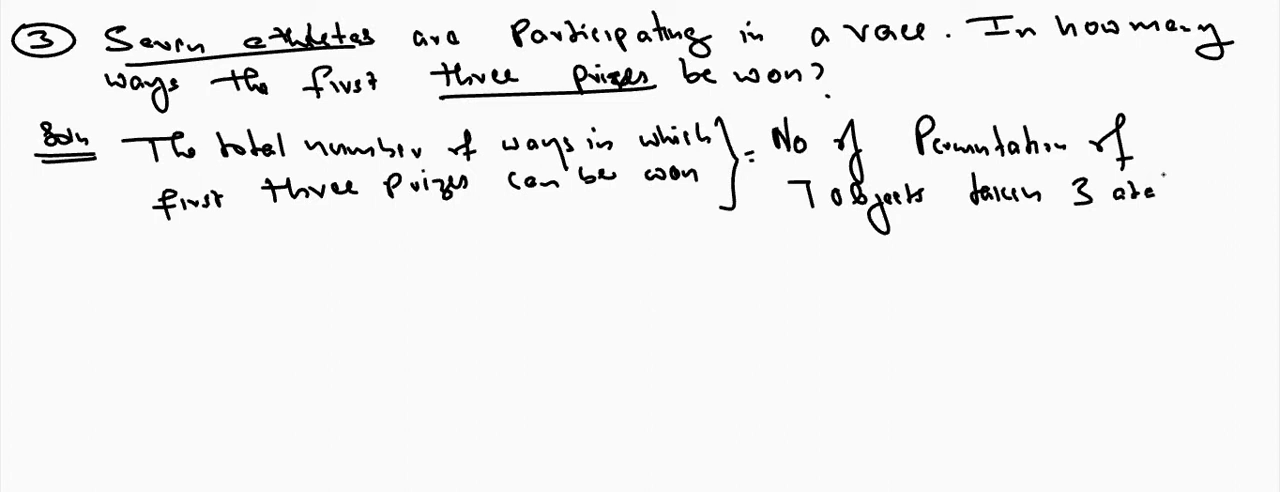 ③ Seven athletes are Participating in a race. In how many
ways the first three prizes be won?
Soln The total number of ways in which } = No of Permutation of
first three Prizes can be won 7 objects taken 3 at a